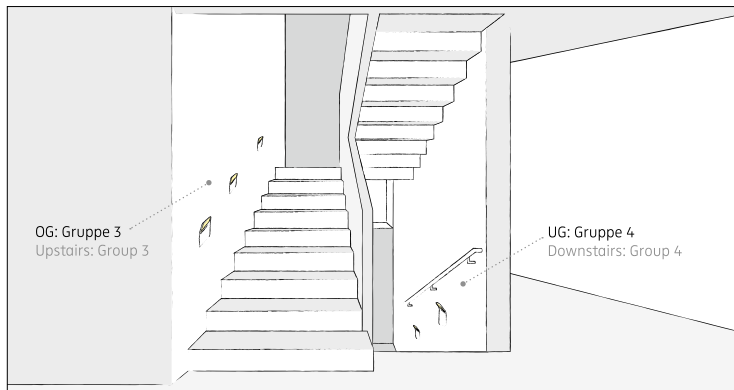 OG: Gruppe 3
Upstairs: Group 3
UG: Gruppe 4
Downstairs: Group 4